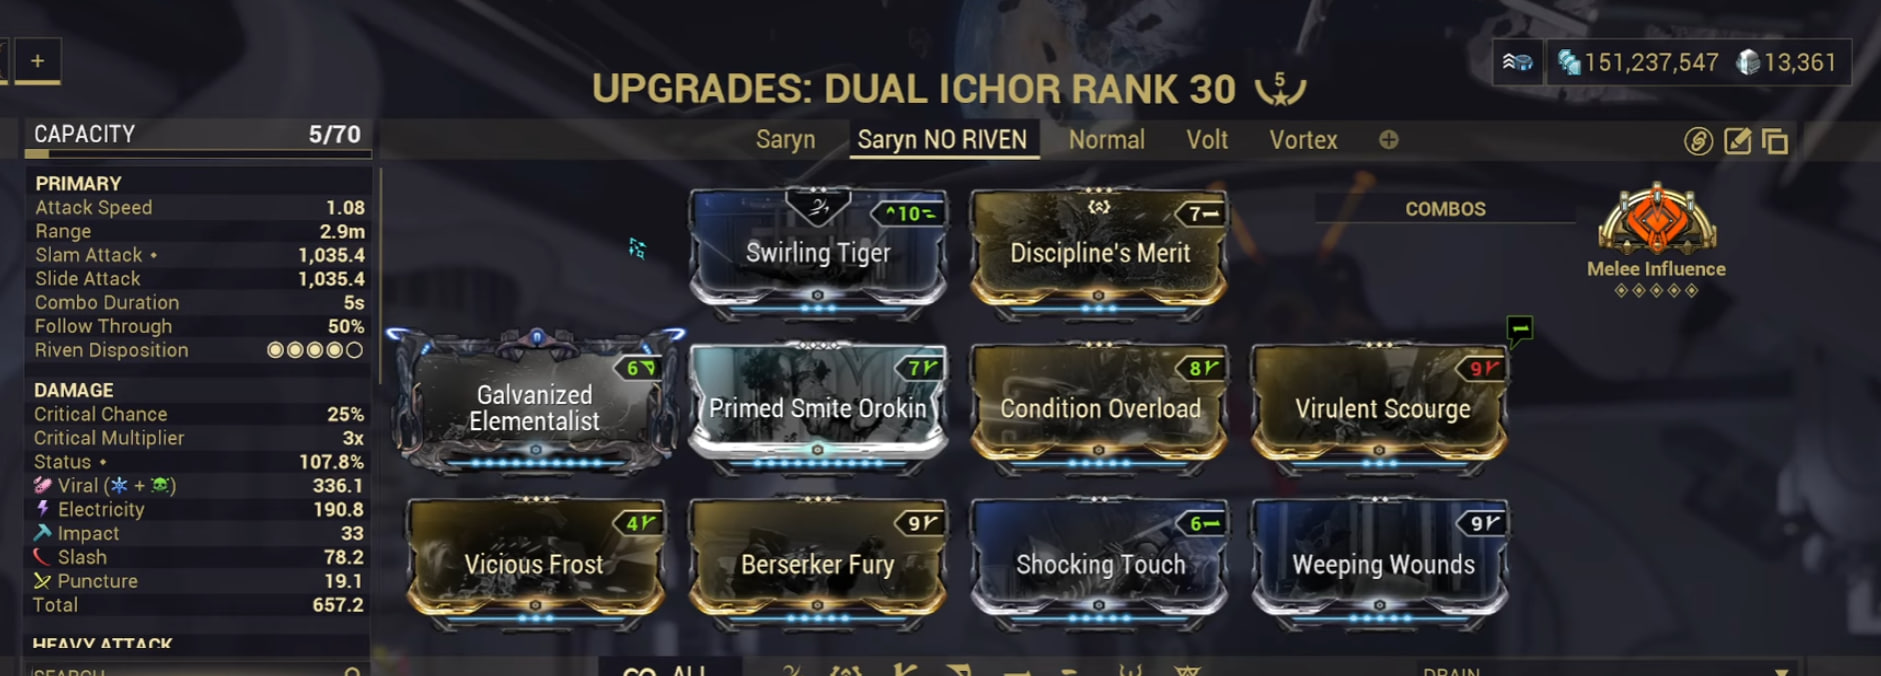 +
151,237,547 13,361
UPGRADES: DUAL ICHOR RANK 30 5
CAPACITY 5/70
Saryn Saryn NO RIVEN Normal Volt Vortex
PRIMARY
Attack Speed 1.08
Range 2.9m
Slam Attack 1,035.4
Slide Attack 1,035.4
Combo Duration 5s
Follow Through 50%
Riven Disposition
DAMAGE
Critical Chance 25%
Critical Multiplier 3x
Status 107.8%
Viral ( + ) 336.1
Electricity 190.8
Impact 33
Slash 78.2
Puncture 19.1
Total 657.2
HEAVY ATTACK
SEARCH
10
Swirling Tiger
7
Discipline's Merit
COMBOS
Melee Influence
6
Galvanized
Elementalist
7
Primed Smite Orokin
8
Condition Overload
9
Virulent Scourge
4
Vicious Frost
9
Berserker Fury
6
Shocking Touch
9
Weeping Wounds
ALL
DRAIN